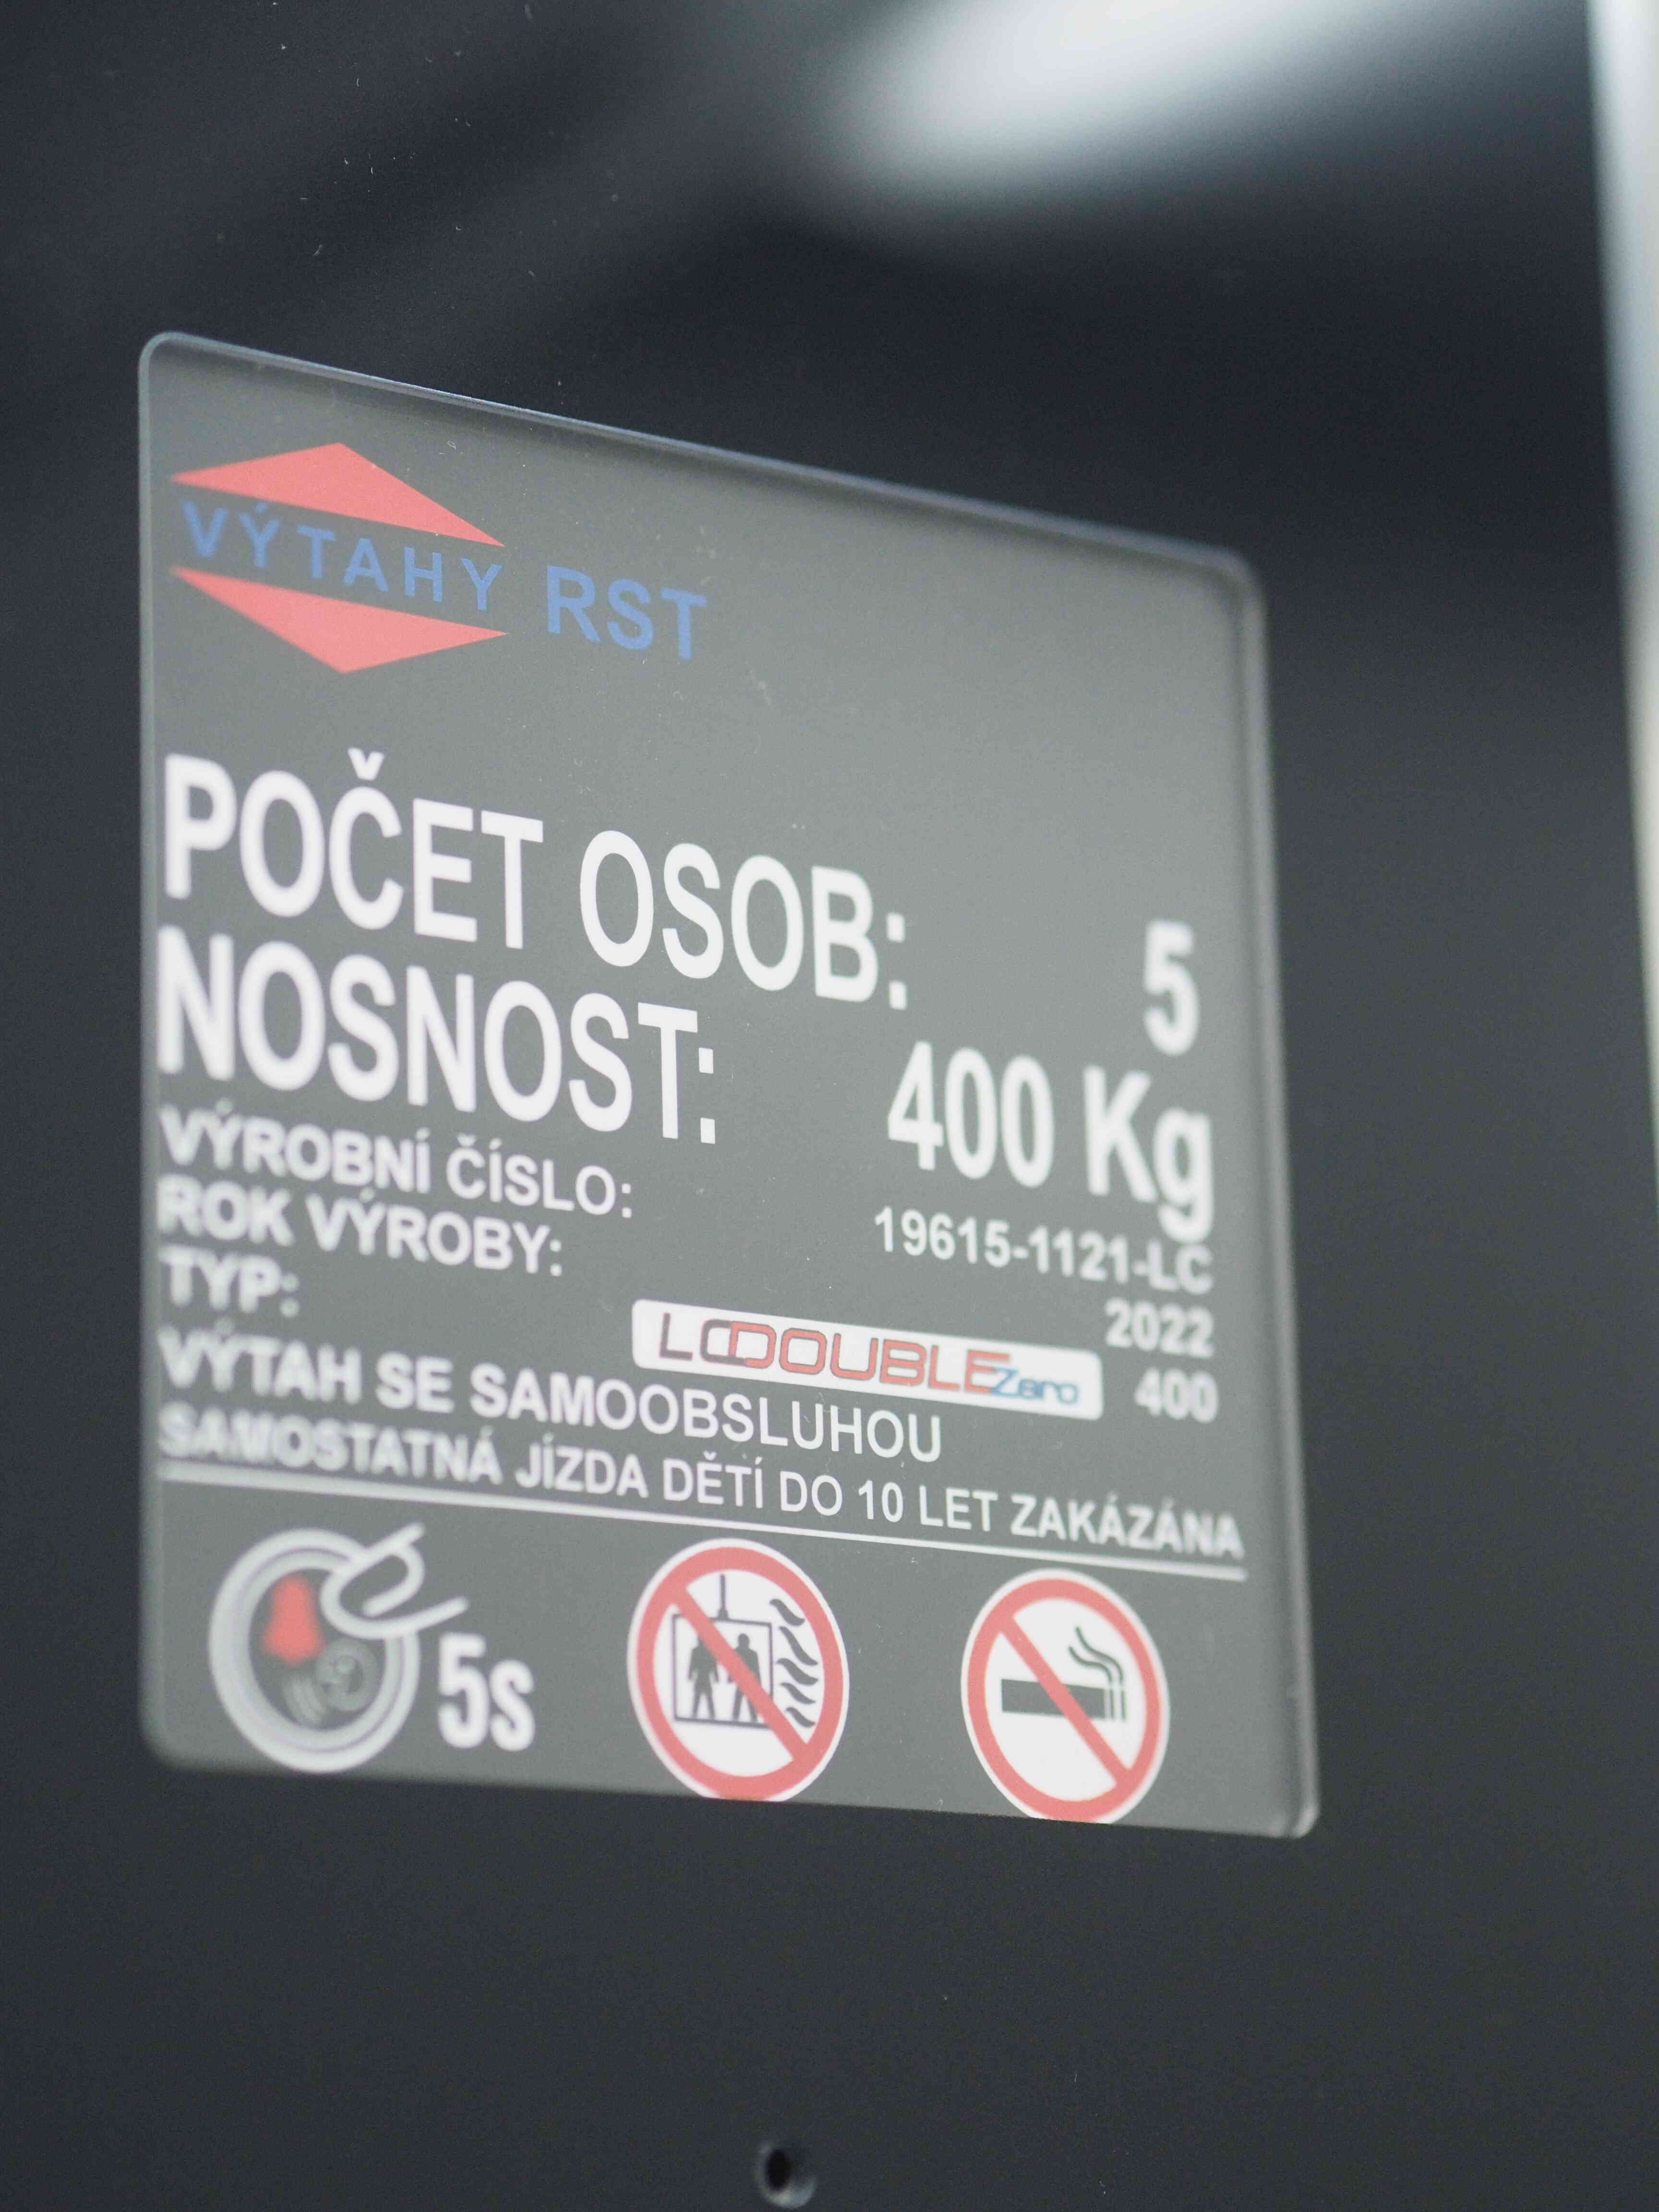 VÝTAHY RST
POČET OSOB: 5
NOSNOST: 400 Kg
VÝROBNÍ ČÍSLO: 19615-1121-LC
ROK VÝROBY: 2022
TYP: LCDOUBLEZero 400
VÝTAH SE SAMOOBSLUHOU
SAMOSTATNÁ JÍZDA DĚTÍ DO 10 LET ZAKÁZÁNA
5s